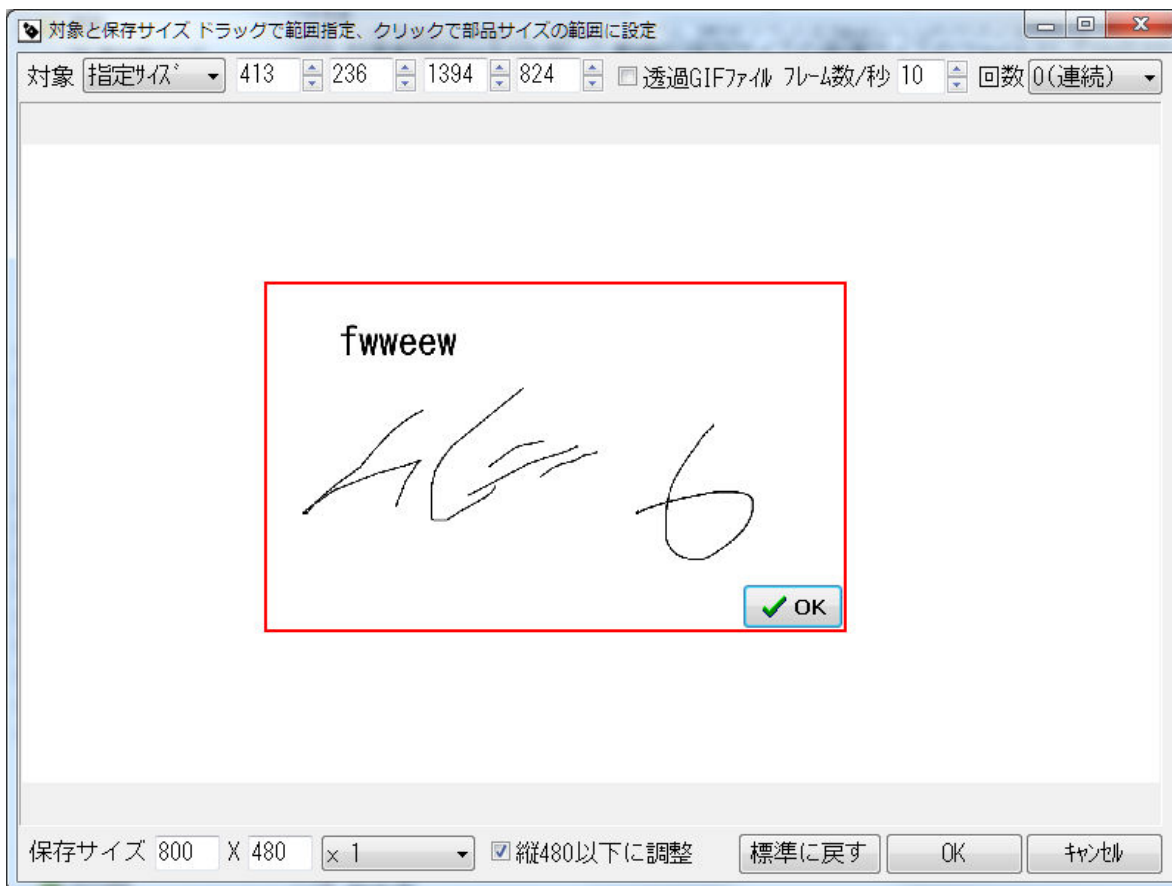 対象と保存サイズ ドラッグで範囲指定、クリックで部品サイズの範囲に設定
対象 指定ｻｲｽﾞ 413 236 1394 824 透過GIFﾌｧｲﾙ ﾌﾚｰﾑ数/秒 10 回数 0(連続)
fwweew
6
OK
保存サイズ 800 X 480 x 1 縦480以下に調整 標準に戻す OK ｷｬﾝｾﾙ